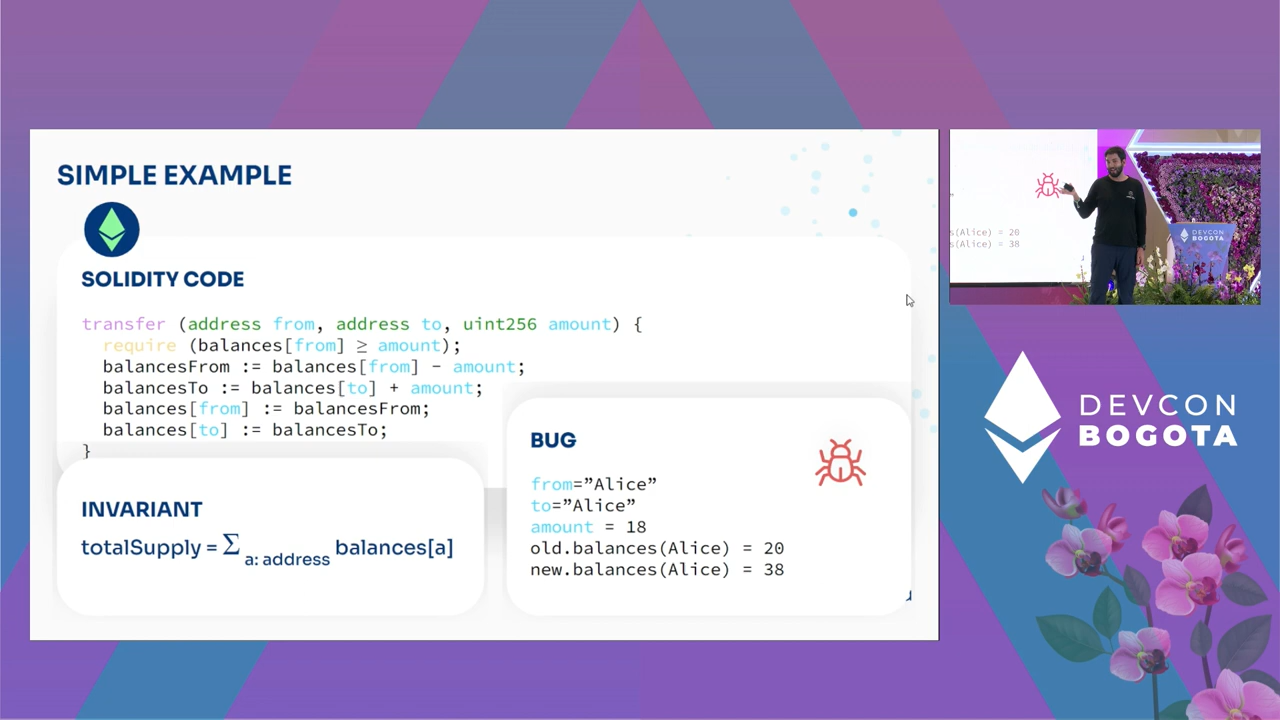 SIMPLE EXAMPLE
SOLIDITY CODE
transfer (address from, address to, uint256 amount) {
require (balances[from] ≥ amount);
balancesFrom := balances[from] - amount;
balancesTo := balances[to] + amount;
balances[from] := balancesFrom;
balances[to] := balancesTo;
}
INVARIANT
totalSupply = Σ a: address balances[a]
BUG
from=”Alice”
to=”Alice”
amount = 18
old.balances(Alice) = 20
new.balances(Alice) = 38
s(Alice) = 20
s(Alice) = 38
DEVCON
BOGOTA
DEVCON
BOGOTA